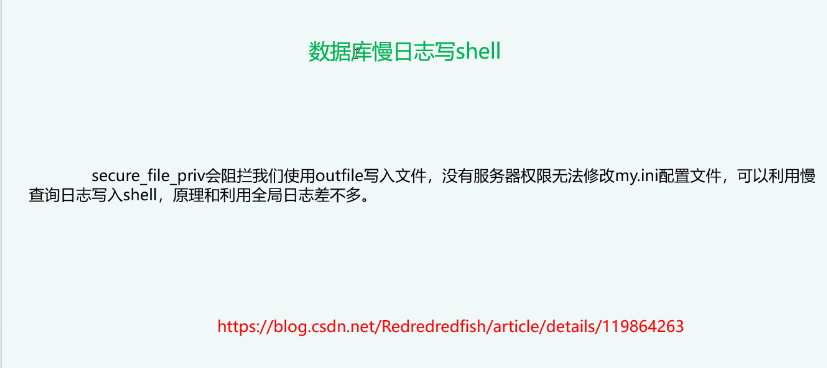 数据库慢日志写shell
secure_file_priv会阻拦我们使用outfile写入文件，没有服务器权限无法修改my.ini配置文件，可以利用慢
查询日志写入shell，原理和利用全局日志差不多。
https://blog.csdn.net/Redredredfish/article/details/119864263